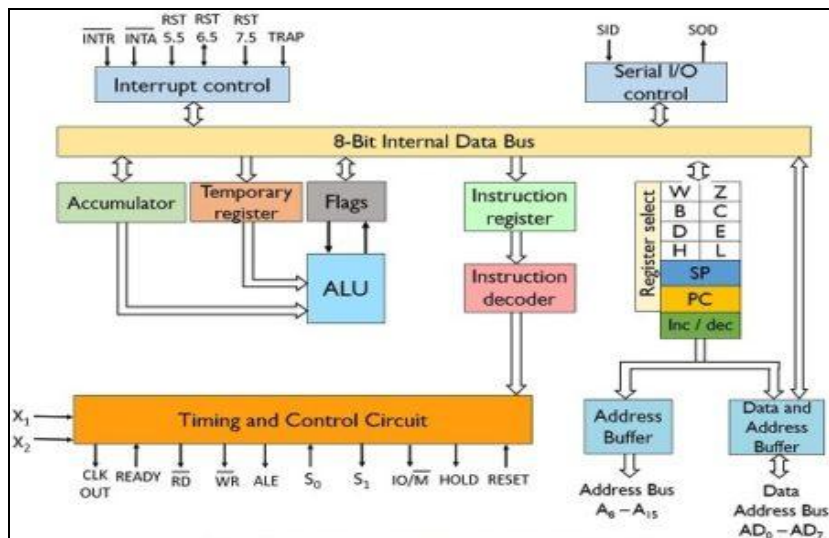 RST RST RST
INTR INTA 5.5 6.5 7.5 TRAP
SID SOD
Interrupt control
Serial I/O
control
8-Bit Internal Data Bus
Accumulator
Temporary
register
Flags
Instruction
register
Register select
W Z
B C
D E
H L
SP
PC
Inc / dec
ALU
Instruction
decoder
X₁
X₂
Timing and Control Circuit
CLK
OUT
READY RD WR ALE S₀ S₁ IO/M HOLD RESET
Address
Buffer
Data and
Address
Buffer
Address Bus
A₆ – A₁₅
Data
Address Bus
AD₀ – AD₇